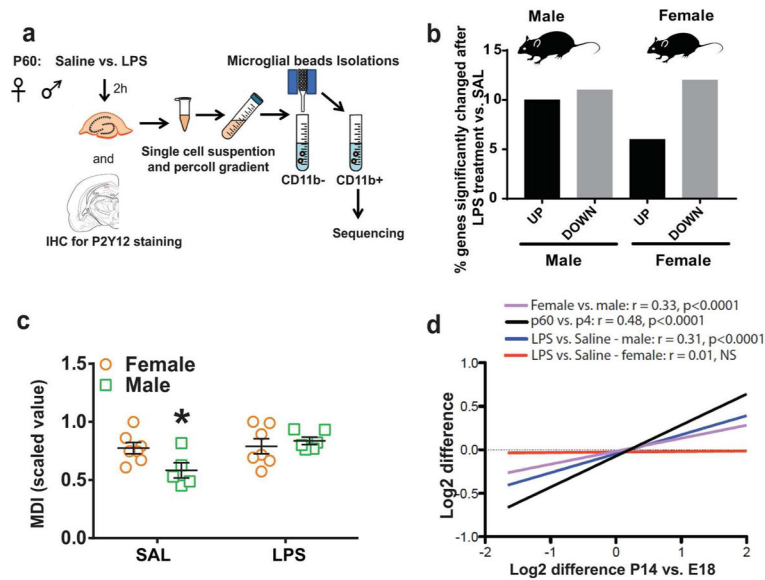 a
P60: Saline vs. LPS
2h
and
IHC for P2Y12 staining
Single cell suspention
and percoll gradient
Microglial beads Isolations
CD11b-
CD11b+
Sequencing
b
Male
Female
% genes significantly changed after
LPS treatment vs. SAL
15
10
5
0
UP
DOWN
UP
DOWN
Male
Female
c
MDI (scaled value)
1.5
1.0
0.5
0.0
Female
Male
*
SAL
LPS
d
Female vs. male: r = 0.33, p<0.0001
p60 vs. p4: r = 0.48, p<0.0001
LPS vs. Saline - male: r = 0.31, p<0.0001
LPS vs. Saline - female: r = 0.01, NS
Log2 difference
1.0
0.5
0.0
-0.5
-1.0
-2
-1
0
1
2
Log2 difference P14 vs. E18